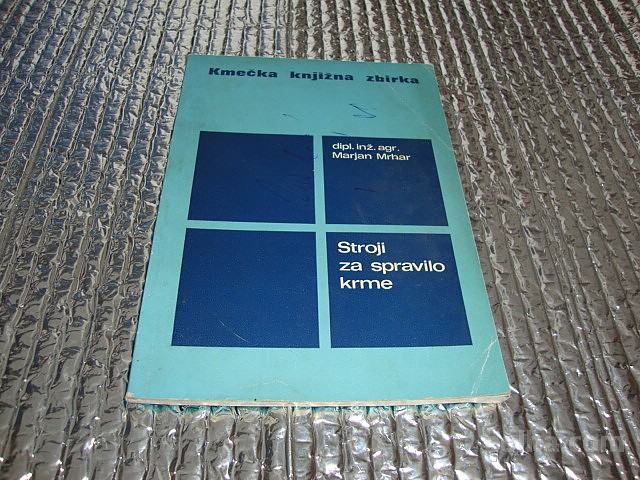 Kmečka knjižna zbirka
dipl. inž. agr.
Marjan Mrhar
Stroji
za spravilo
krme